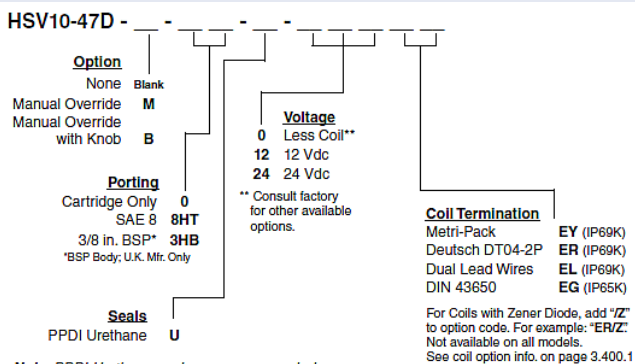 HSV10-47D - _ - _ _ - _ - _ _ _ _ _
Option
None Blank
Manual Override M
Manual Override
with Knob B
Porting
Cartridge Only 0
SAE 8 8HT
3/8 in. BSP* 3HB
*BSP Body; U.K. Mfr. Only
Seals
PPDI Urethane U
Voltage
0 Less Coil**
12 12 Vdc
24 24 Vdc
** Consult factory
for other available
options.
Coil Termination
Metri-Pack EY (IP69K)
Deutsch DT04-2P ER (IP69K)
Dual Lead Wires EL (IP69K)
DIN 43650 EG (IP65K)
For Coils with Zener Diode, add "/Z"
to option code. For example: "ER/Z".
Not available on all models.
See coil option info. on page 3.400.1